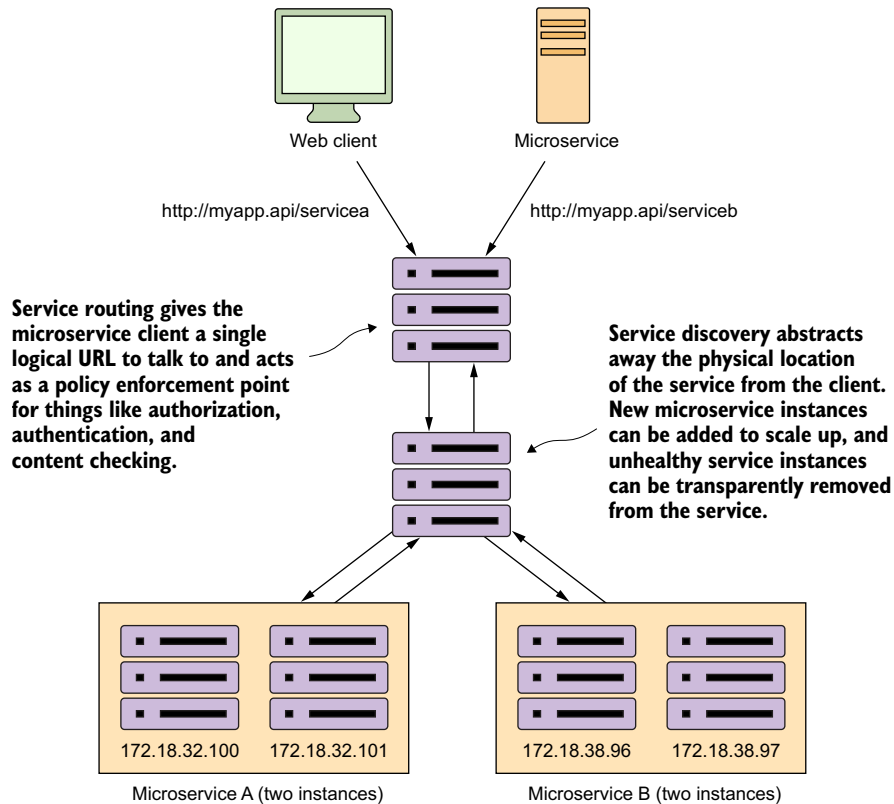 Web client
Microservice
http://myapp.api/servicea
http://myapp.api/serviceb
Service routing gives the
microservice client a single
logical URL to talk to and acts
as a policy enforcement point
for things like authorization,
authentication, and
content checking.
Service discovery abstracts
away the physical location
of the service from the client.
New microservice instances
can be added to scale up, and
unhealthy service instances
can be transparently removed
from the service.
172.18.32.100
172.18.32.101
172.18.38.96
172.18.38.97
Microservice A (two instances)
Microservice B (two instances)